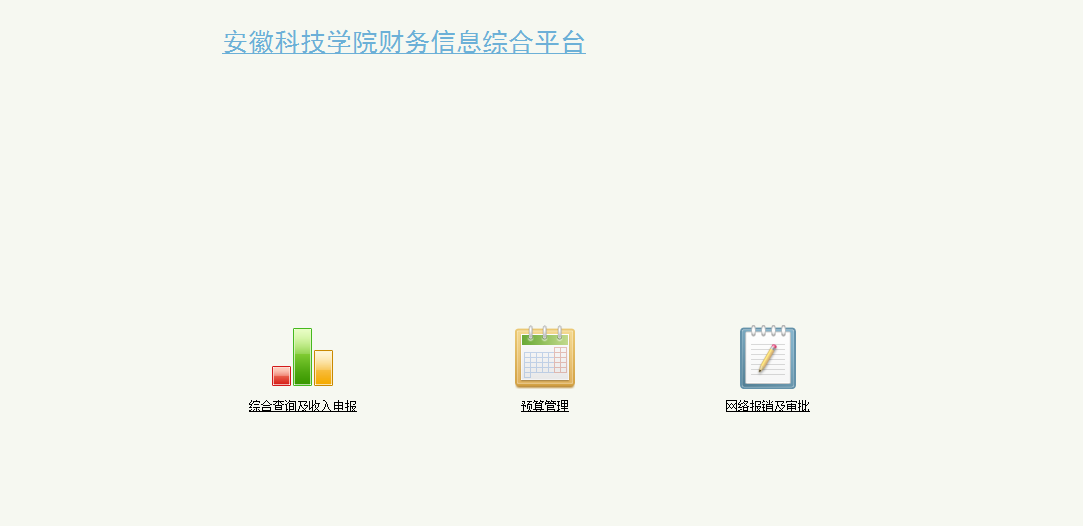 安徽科技学院财务信息综合平台
综合查询及收入申报
预算管理
网络报销及审批